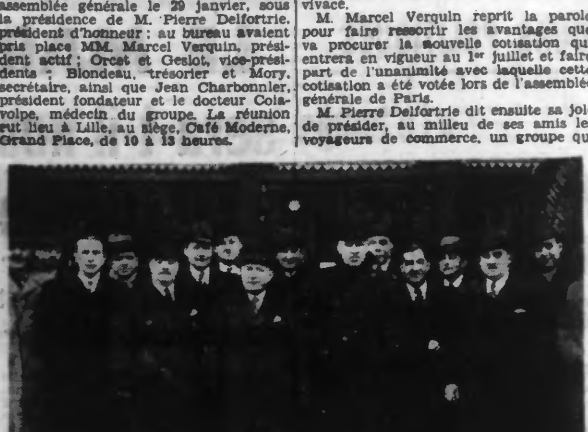 assemblée générale le 29 janvier, sous
la présidence de M. Pierre Delfortrie,
président d'honneur ; au bureau avaient
pris place MM. Marcel Verquin, prési-
dent actif ; Orcet et Geslot, vice-prési-
dents ; Blondeau, trésorier et Mory,
secrétaire, ainsi que Jean Charbonnier,
président fondateur et le docteur Cola-
volpe, médecin du groupe. La réunion
eut lieu à Lille, au siège, Café Moderne,
Grand Place, de 10 à 13 heures.
vivace.
M. Marcel Verquin reprit la parol
pour faire ressortir les avantages que
va procurer la nouvelle cotisation qui
entrera en vigueur au 1er juillet et faire
part de l'unanimité avec laquelle cette
cotisation a été votée lors de l'assemblé
générale de Paris.
M. Pierre Delfortrie dit ensuite sa joi
de présider, au milieu de ses amis le
voyageurs de commerce, un groupe qu